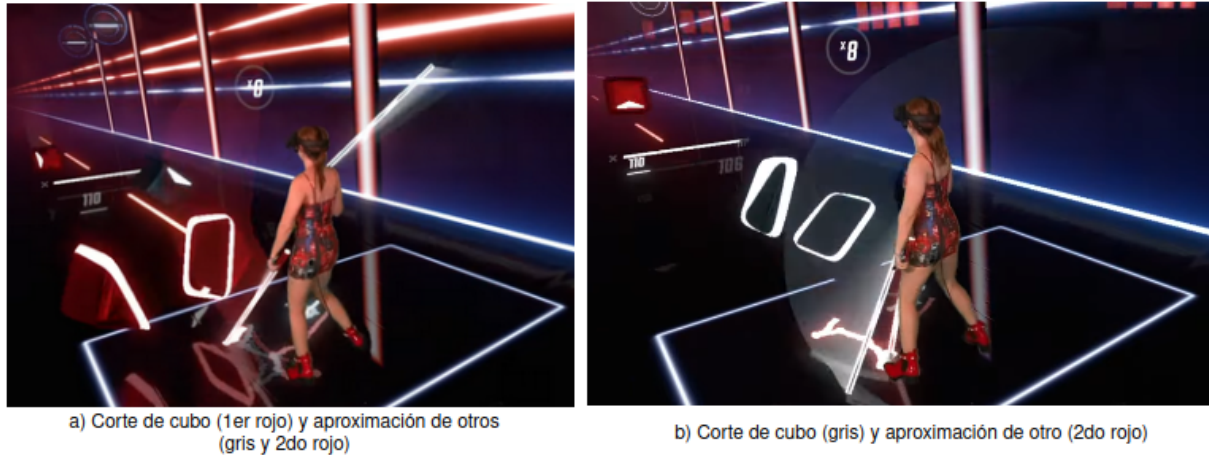 x8
110
x8
110
106
a) Corte de cubo (1er rojo) y aproximación de otros
(gris y 2do rojo)
b) Corte de cubo (gris) y aproximación de otro (2do rojo)